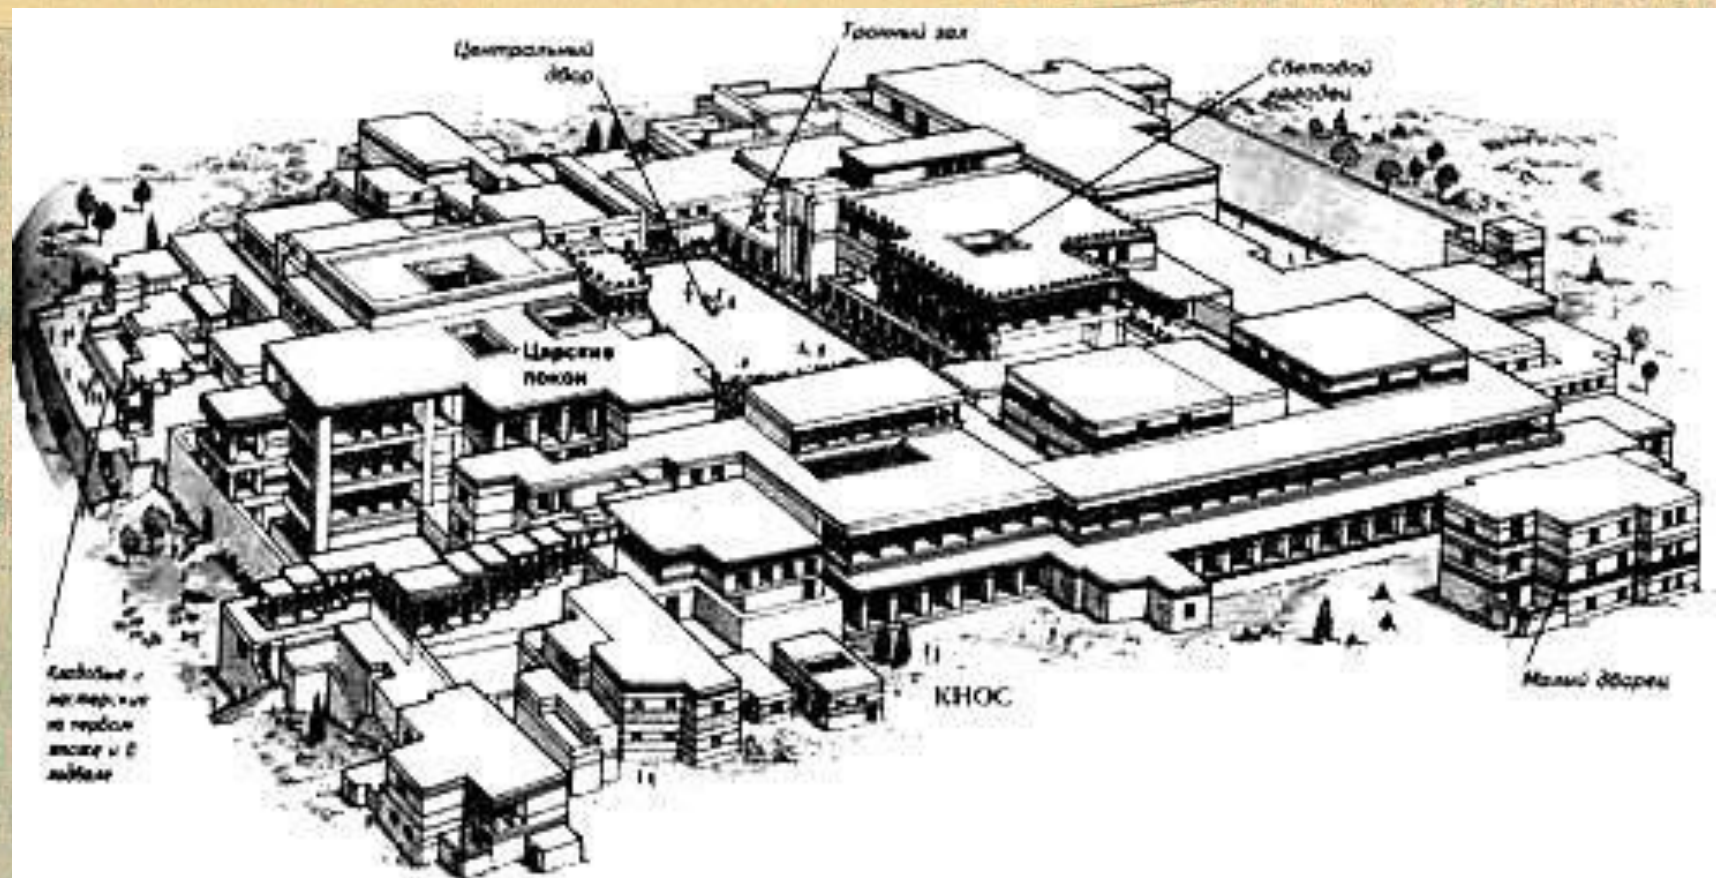 Центральный
двор
Тронный зал
Световой
колодец
Царские
покои
Кладовые и
мастерские
на первом
этаже и в
подвале
КНОС
Малый дворец